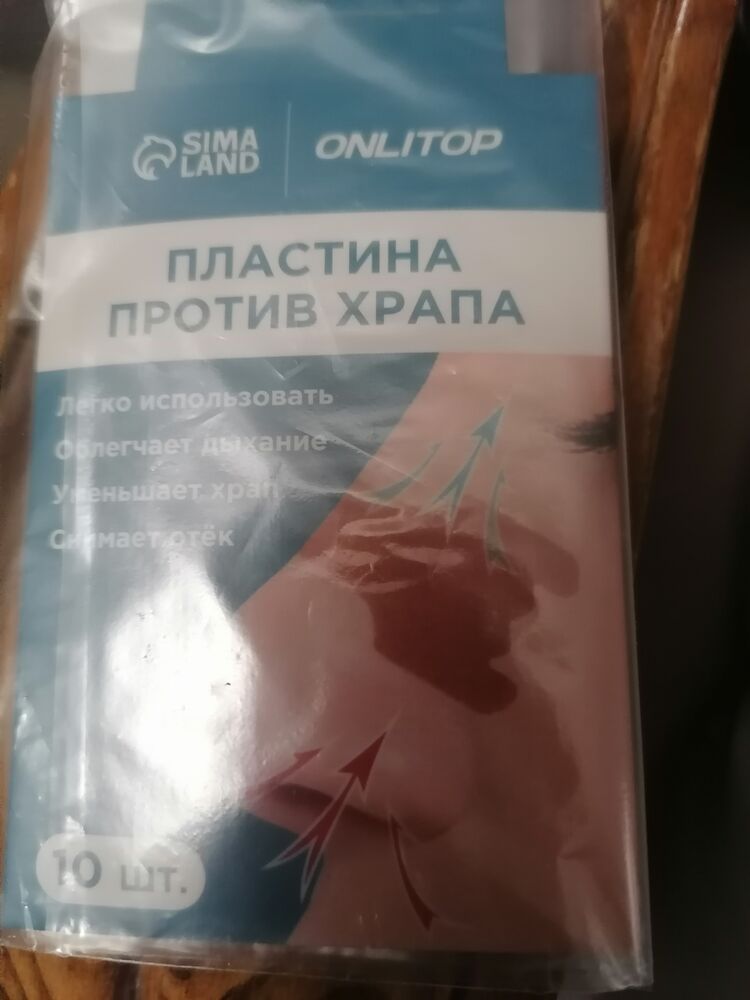 SIMA
LAND
ONLITOP
ПЛАСТИНА
ПРОТИВ ХРАПА
Легко использовать
Облегчает дыхание
Уменьшает храп
Снимает отёк
10 шт.